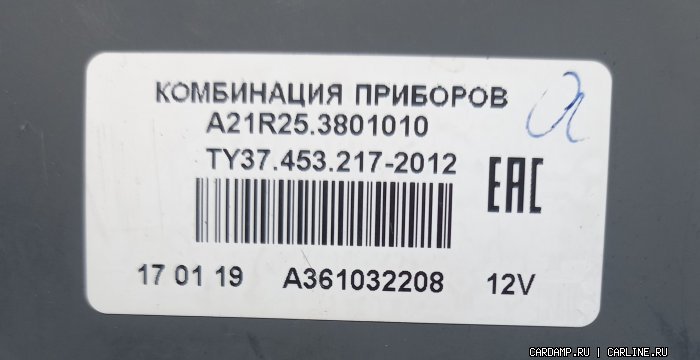 КОМБИНАЦИЯ ПРИБОРОВ
A21R25.3801010
ТУ37.453.217-2012
EAC
17 01 19 A361032208 12V
CARDAMP.RU | CARLINE.RU